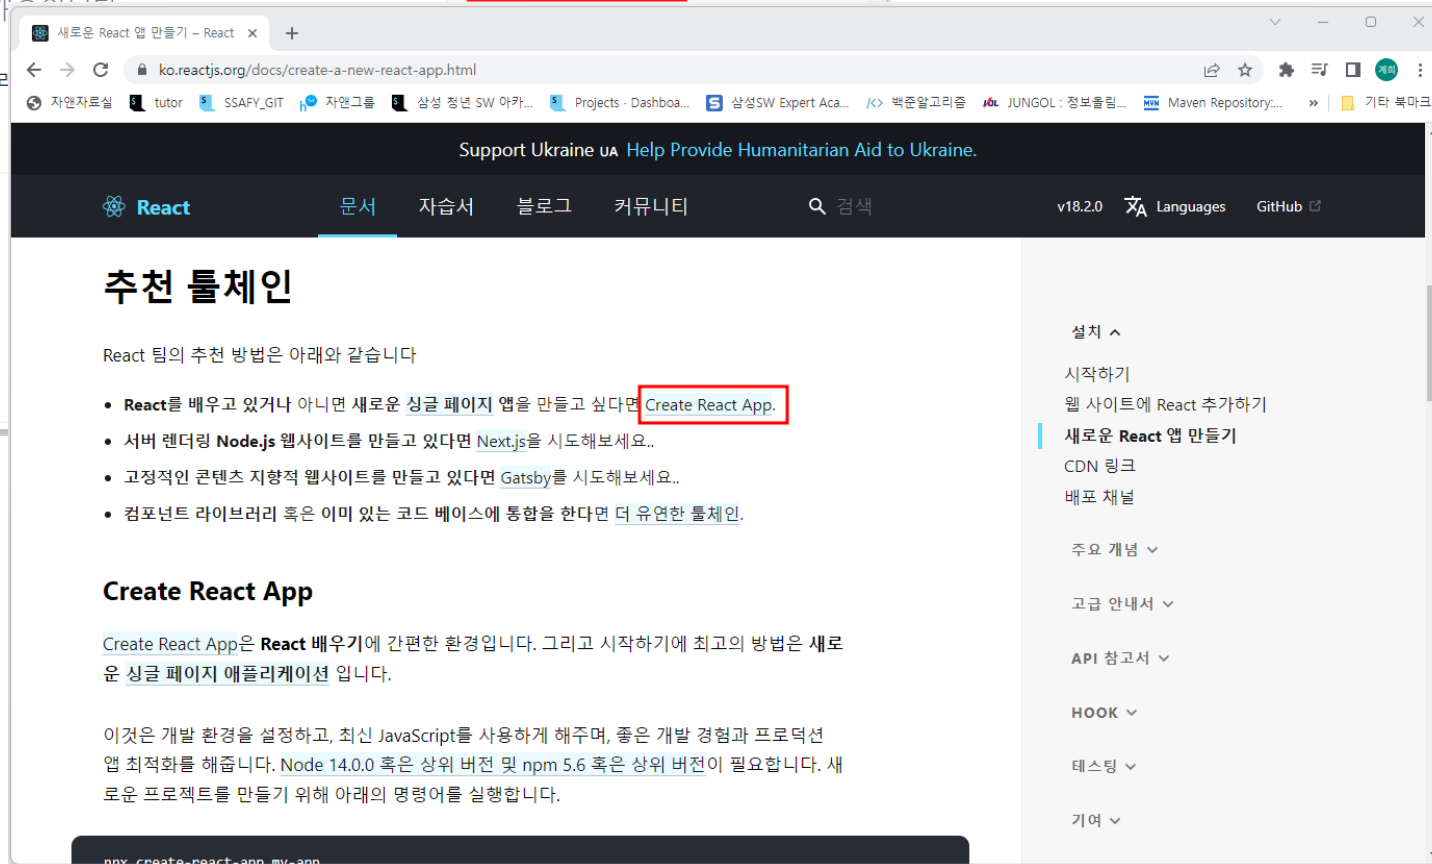 새로운 React 앱 만들기 – React
ko.reactjs.org/docs/create-a-new-react-app.html
계희
자앤자료실 tutor SSAFY_GIT 자앤그룹 삼성 청년 SW 아카... Projects · Dashboa... 삼성SW Expert Aca... 백준알고리즘 JUNGOL : 정보올림... Maven Repository:... » 기타 북마크
Support Ukraine UA Help Provide Humanitarian Aid to Ukraine.
React 문서 자습서 블로그 커뮤니티 검색 v18.2.0 Languages GitHub
추천 툴체인
React 팀의 추천 방법은 아래와 같습니다
• React를 배우고 있거나 아니면 새로운 싱글 페이지 앱을 만들고 싶다면 Create React App.
• 서버 렌더링 Node.js 웹사이트를 만들고 있다면 Next.js을 시도해보세요..
• 고정적인 콘텐츠 지향적 웹사이트를 만들고 있다면 Gatsby를 시도해보세요..
• 컴포넌트 라이브러리 혹은 이미 있는 코드 베이스에 통합을 한다면 더 유연한 툴체인.
Create React App
Create React App은 React 배우기에 간편한 환경입니다. 그리고 시작하기에 최고의 방법은 새로
운 싱글 페이지 애플리케이션 입니다.
이것은 개발 환경을 설정하고, 최신 JavaScript를 사용하게 해주며, 좋은 개발 경험과 프로덕션
앱 최적화를 해줍니다. Node 14.0.0 혹은 상위 버전 및 npm 5.6 혹은 상위 버전이 필요합니다. 새
로운 프로젝트를 만들기 위해 아래의 명령어를 실행합니다.
npx create-react-app my-app
설치
시작하기
웹 사이트에 React 추가하기
새로운 React 앱 만들기
CDN 링크
배포 채널
주요 개념
고급 안내서
API 참고서
HOOK
테스팅
기여